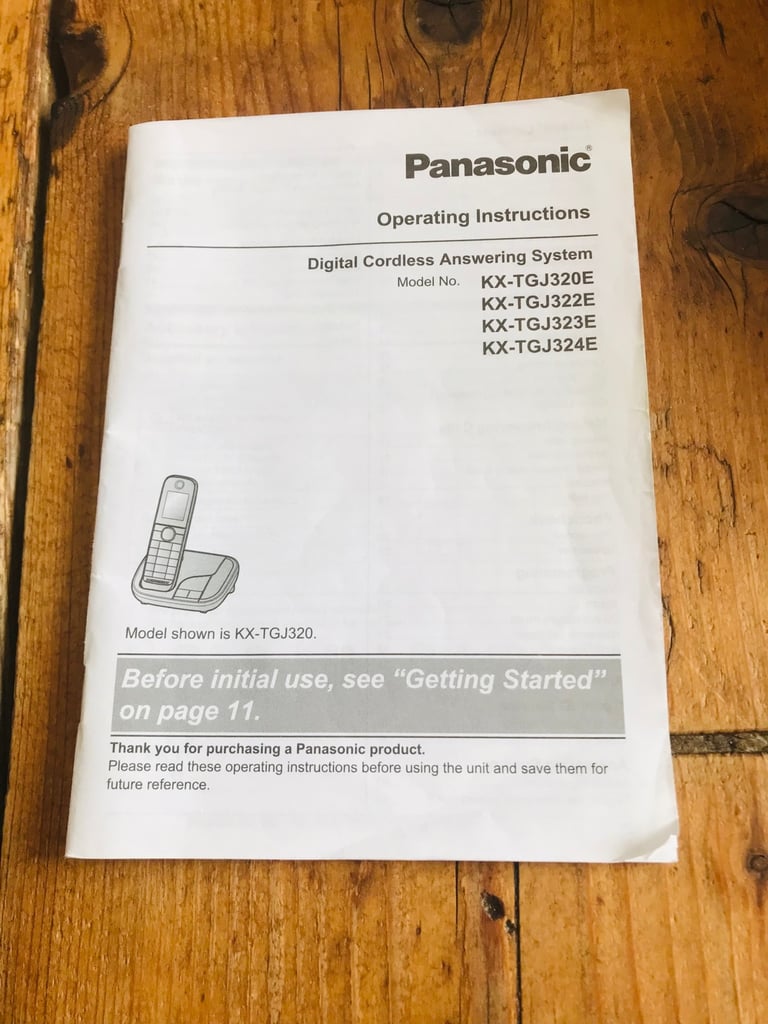 Panasonic®
Operating Instructions
Digital Cordless Answering System
Model No. KX-TGJ320E
KX-TGJ322E
KX-TGJ323E
KX-TGJ324E
Model shown is KX-TGJ320.
Before initial use, see “Getting Started”
on page 11.
Thank you for purchasing a Panasonic product.
Please read these operating instructions before using the unit and save them for
future reference.